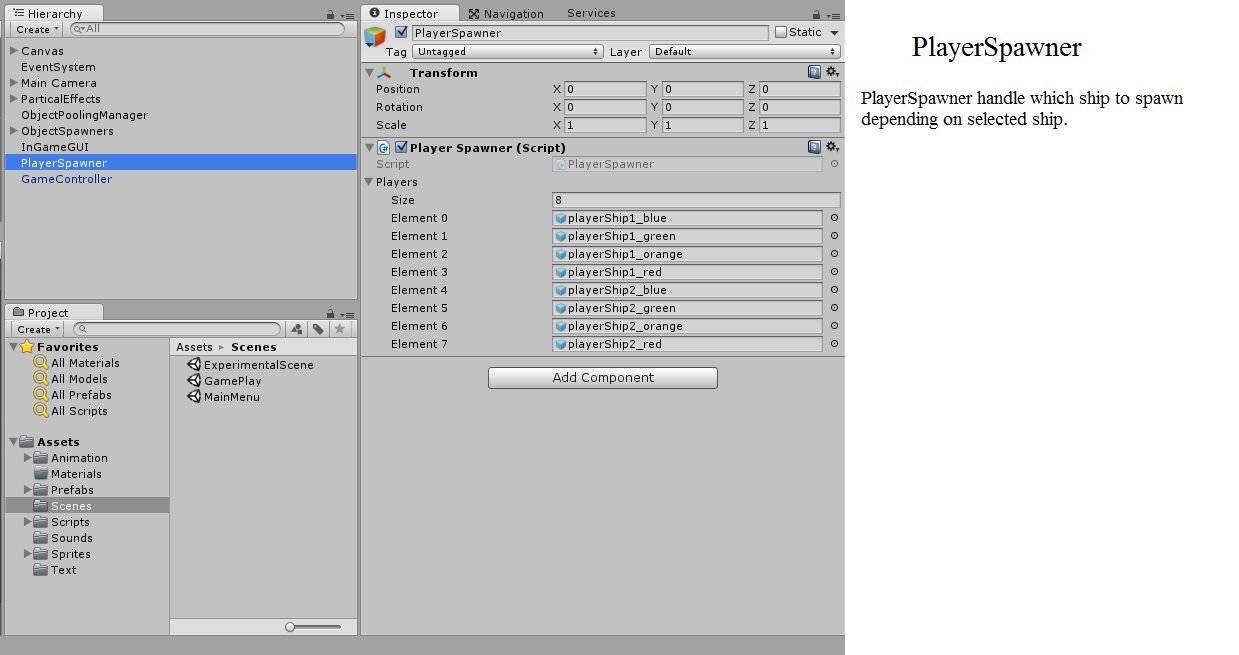 Hierarchy
Create All
Canvas
EventSystem
Main Camera
ParticalEffects
ObjectPoolingManager
ObjectSpawners
InGameGUI
PlayerSpawner
GameController
Project
Create
Favorites
All Materials
All Models
All Prefabs
All Scripts
Assets
Animation
Materials
Prefabs
Scenes
Scripts
Sounds
Sprites
Text
Assets Scenes
ExperimentalScene
GamePlay
MainMenu
Inspector Navigation Services
PlayerSpawner Static
Tag Untagged Layer Default
Transform
Position X 0 Y 0 Z 0
Rotation X 0 Y 0 Z 0
Scale X 1 Y 1 Z 1
Player Spawner (Script)
Script PlayerSpawner
Players
Size 8
Element 0 playerShip1_blue
Element 1 playerShip1_green
Element 2 playerShip1_orange
Element 3 playerShip1_red
Element 4 playerShip2_blue
Element 5 playerShip2_green
Element 6 playerShip2_orange
Element 7 playerShip2_red
Add Component
PlayerSpawner
PlayerSpawner handle which ship to spawn
depending on selected ship.